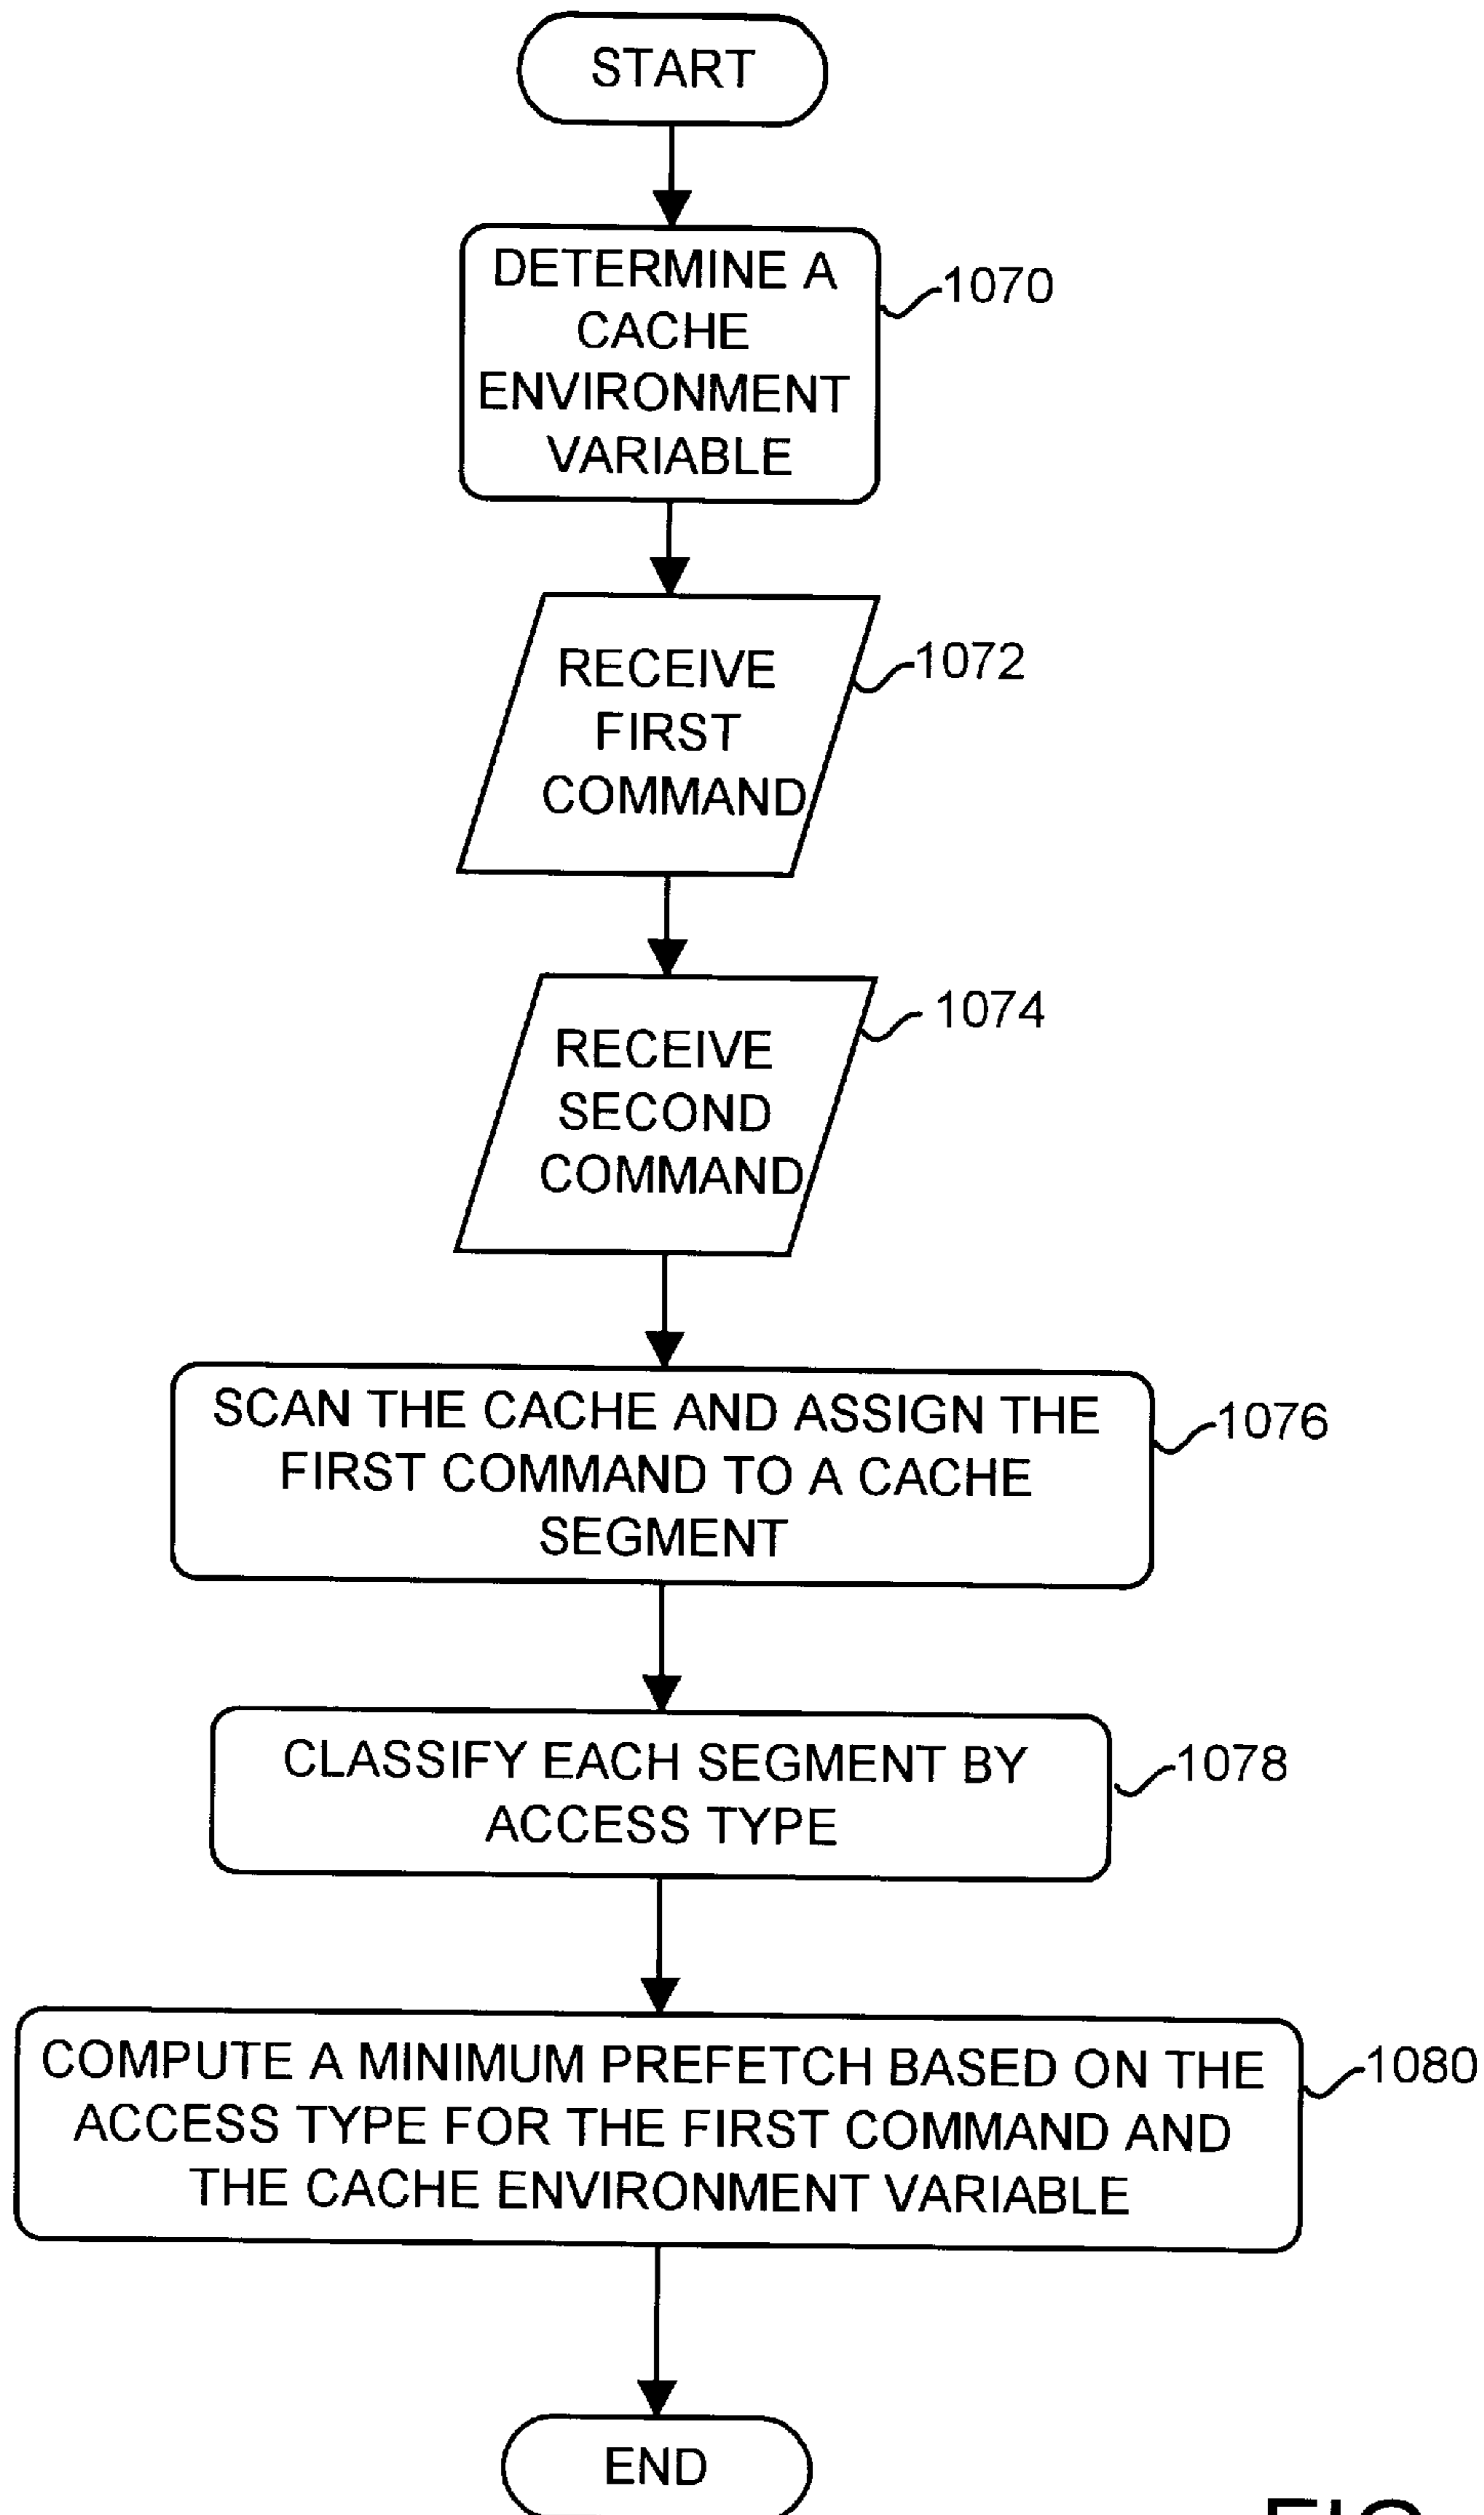 START
DETERMINE A
CACHE
ENVIRONMENT
VARIABLE
1070
RECEIVE
FIRST
COMMAND
1072
RECEIVE
SECOND
COMMAND
1074
SCAN THE CACHE AND ASSIGN THE
FIRST COMMAND TO A CACHE
SEGMENT
1076
CLASSIFY EACH SEGMENT BY
ACCESS TYPE
1078
COMPUTE A MINIMUM PREFETCH BASED ON THE
ACCESS TYPE FOR THE FIRST COMMAND AND
THE CACHE ENVIRONMENT VARIABLE
1080
END